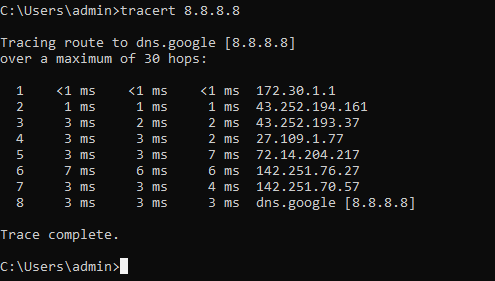 C:\Users\admin>tracert 8.8.8.8
Tracing route to dns.google [8.8.8.8]
over a maximum of 30 hops:
1 <1 ms <1 ms <1 ms 172.30.1.1
2 1 ms 1 ms 1 ms 43.252.194.161
3 3 ms 2 ms 2 ms 43.252.193.37
4 3 ms 3 ms 2 ms 27.109.1.77
5 3 ms 3 ms 7 ms 72.14.204.217
6 7 ms 6 ms 6 ms 142.251.76.27
7 3 ms 3 ms 4 ms 142.251.70.57
8 3 ms 3 ms 3 ms dns.google [8.8.8.8]
Trace complete.
C:\Users\admin>